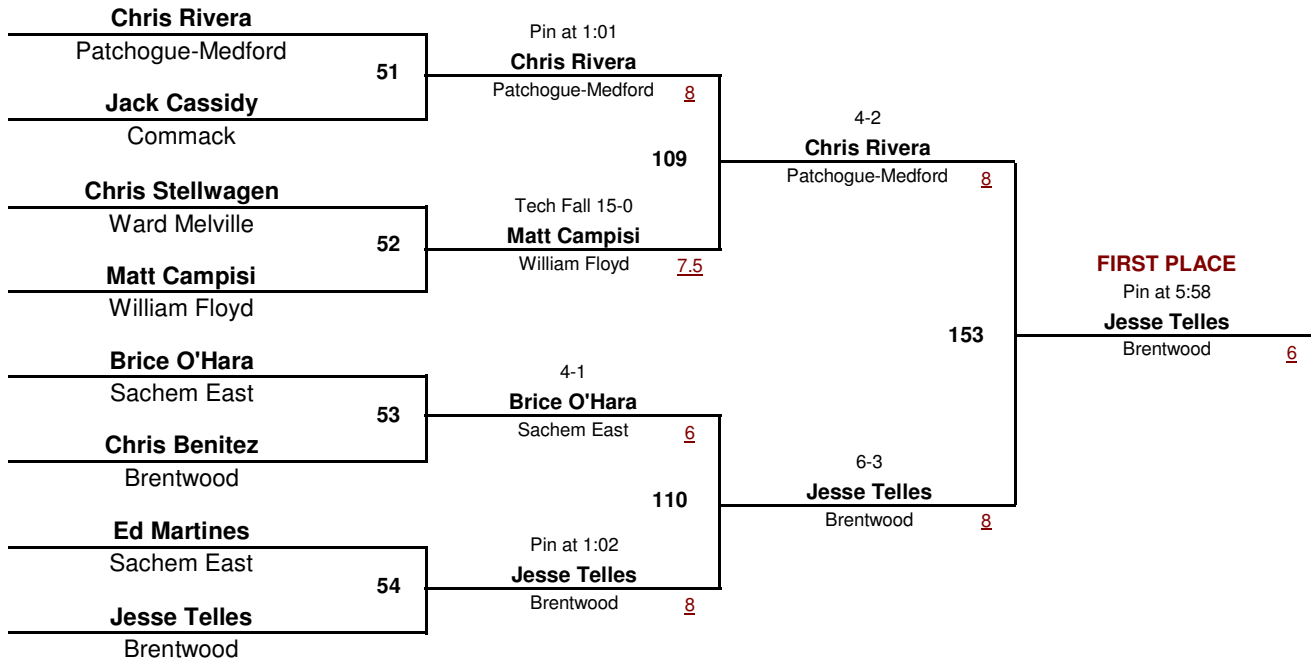 Chris Rivera
Patchogue-Medford
51
Jack Cassidy
Commack
Chris Stellwagen
Ward Melville
52
Matt Campisi
William Floyd
Brice O'Hara
Sachem East
53
Chris Benitez
Brentwood
Ed Martines
Sachem East
54
Jesse Telles
Brentwood
Pin at 1:01
Chris Rivera
Patchogue-Medford 8
109
Tech Fall 15-0
Matt Campisi
William Floyd 7.5
4-1
Brice O'Hara
Sachem East 6
110
Pin at 1:02
Jesse Telles
Brentwood 8
4-2
Chris Rivera
Patchogue-Medford 8
153
6-3
Jesse Telles
Brentwood 8
FIRST PLACE
Pin at 5:58
Jesse Telles
Brentwood 6